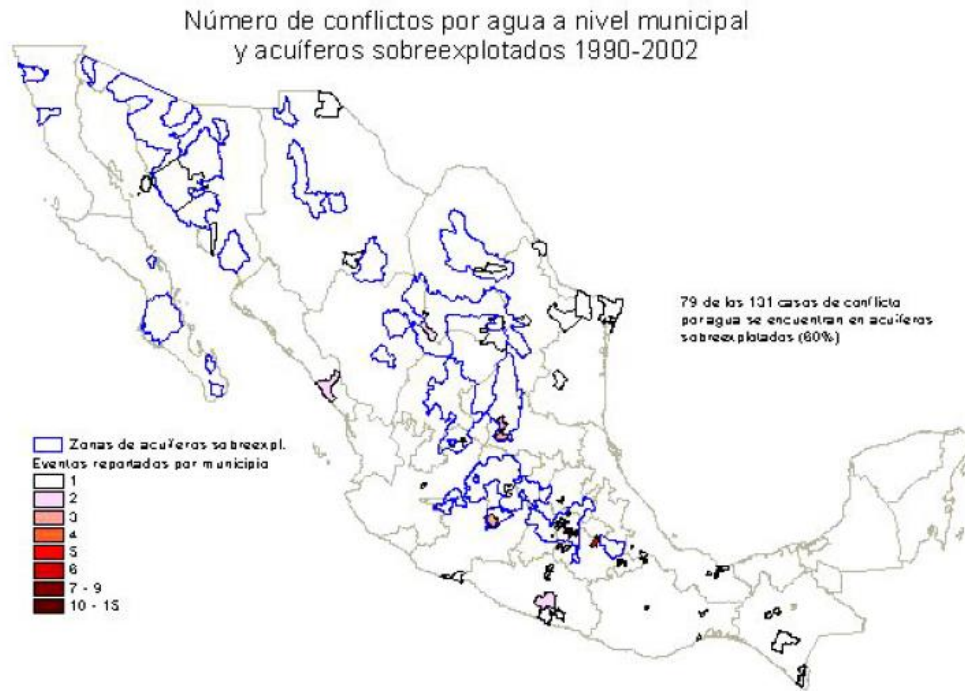 Número de conflictos por agua a nivel municipal
y acuíferos sobreexplotados 1990-2002
79 de los 131 casos de conflicto
por agua se encuentran en acuíferos
sobreexplotados (60%)
Zonas de acuíferos sobreexpl.
Eventos reportados por municipio
1
2
3
4
5
6
7 - 9
10 - 15